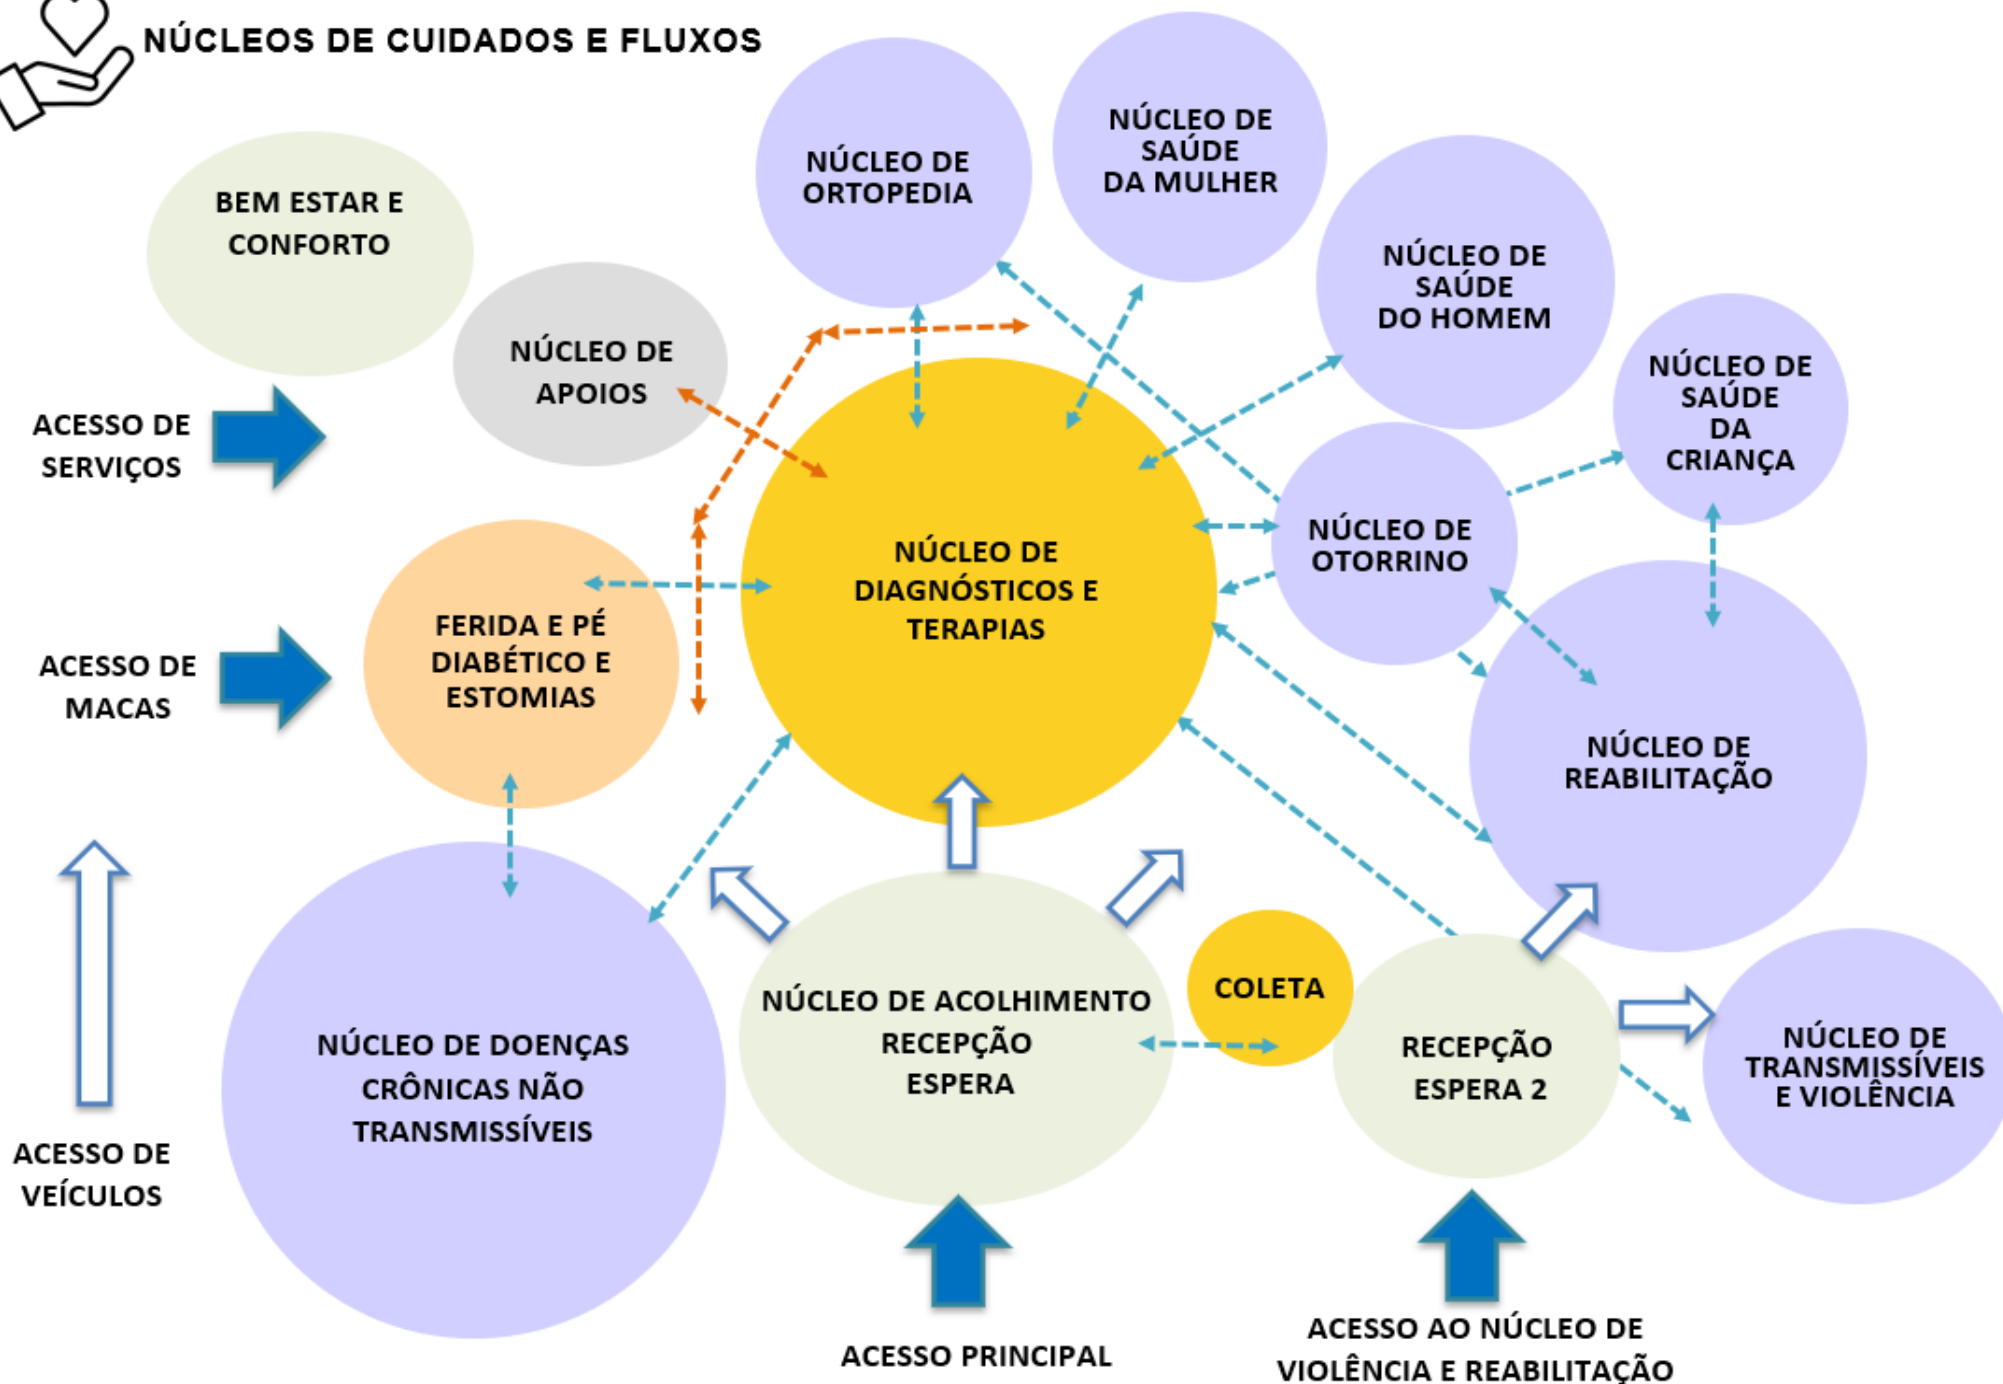 NÚCLEOS DE CUIDADOS E FLUXOS
BEM ESTAR E
CONFORTO
NÚCLEO DE
ORTOPEDIA
NÚCLEO DE
SAÚDE
DA MULHER
NÚCLEO DE
SAÚDE
DO HOMEM
NÚCLEO DE
SAÚDE
DA
CRIANÇA
NÚCLEO DE
APOIOS
ACESSO DE
SERVIÇOS
NÚCLEO DE
OTORRINO
NÚCLEO DE
DIAGNÓSTICOS E
TERAPIAS
FERIDA E PÉ
DIABÉTICO E
ESTOMIAS
ACESSO DE
MACAS
NÚCLEO DE
REABILITAÇÃO
NÚCLEO DE DOENÇAS
CRÔNICAS NÃO
TRANSMISSÍVEIS
NÚCLEO DE ACOLHIMENTO
RECEPÇÃO
ESPERA
COLETA
RECEPÇÃO
ESPERA 2
NÚCLEO DE
TRANSMISSÍVEIS
E VIOLÊNCIA
ACESSO DE
VEÍCULOS
ACESSO PRINCIPAL
ACESSO AO NÚCLEO DE
VIOLÊNCIA E REABILITAÇÃO